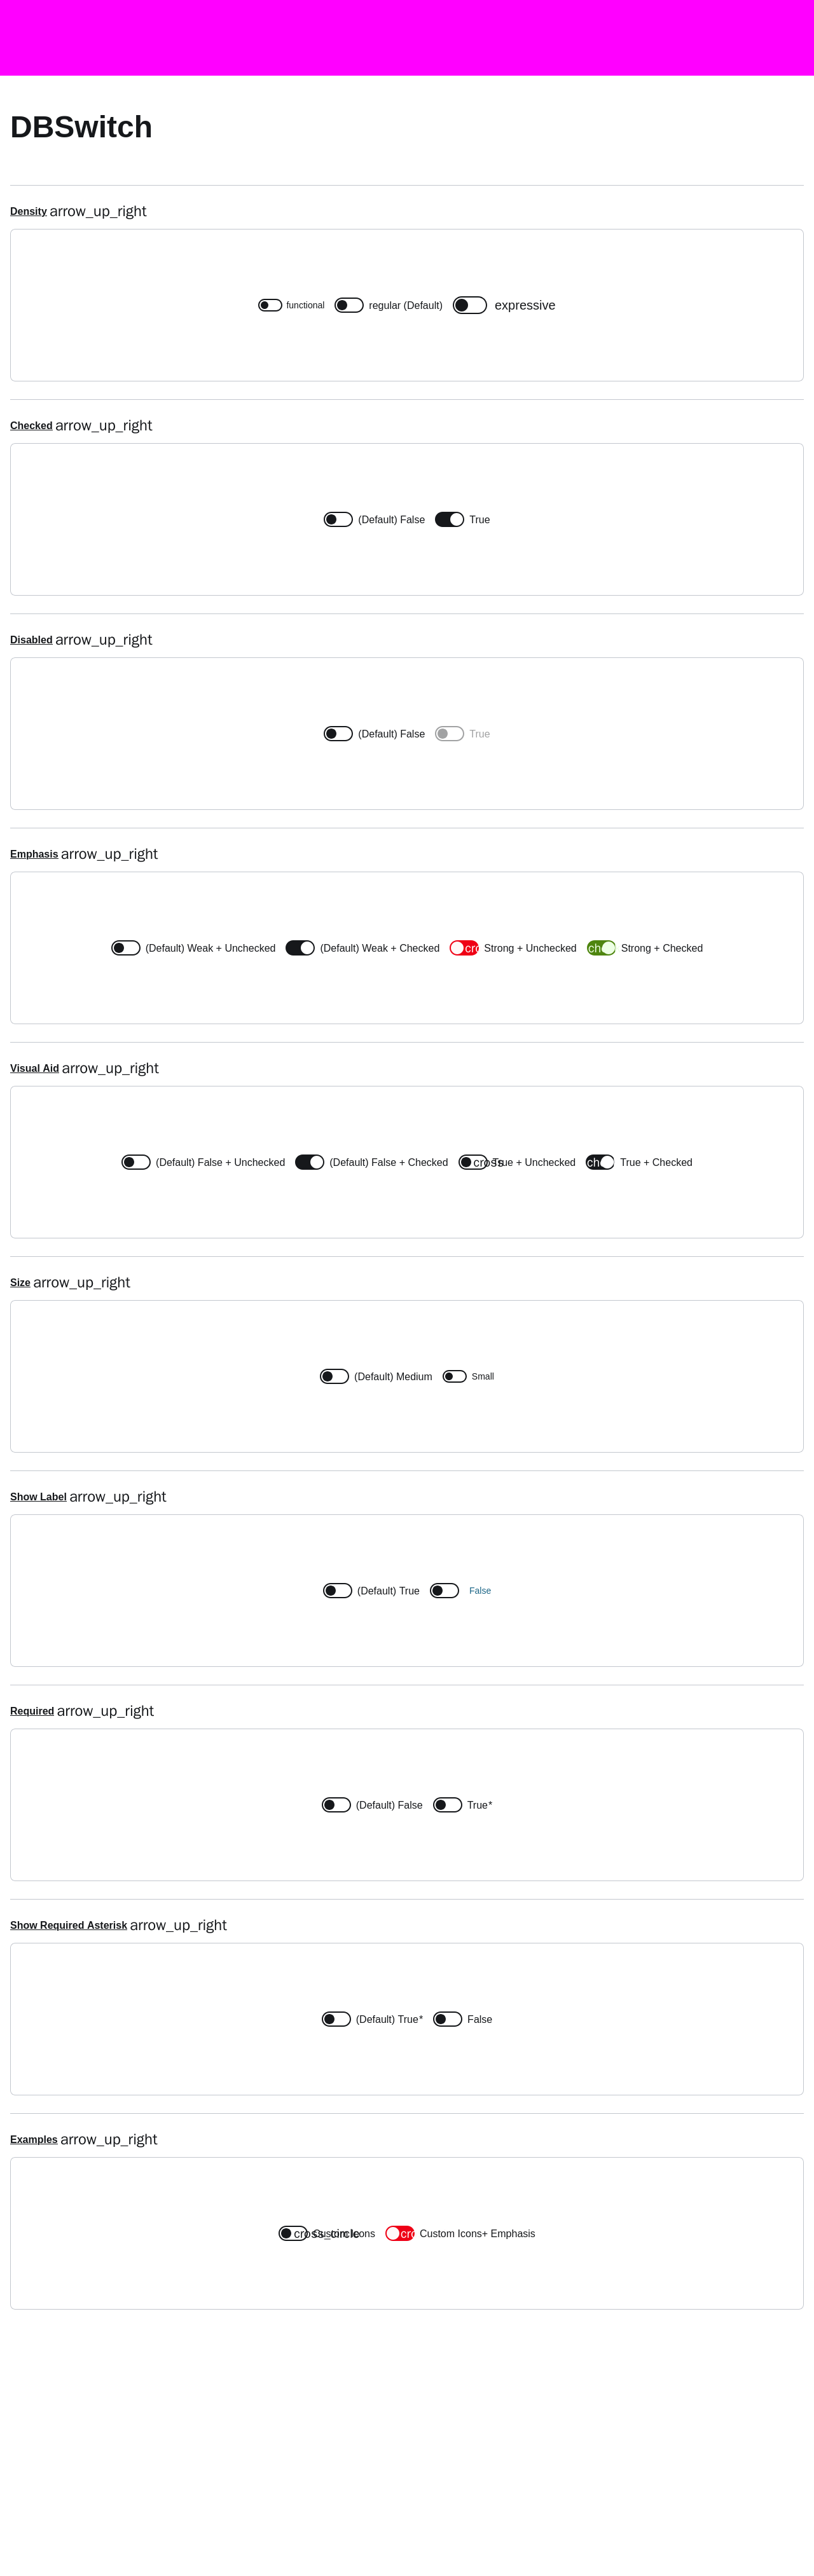 DBSwitch
Density arrow_up_right
functional regular (Default) expressive
Checked arrow_up_right
(Default) False True
Disabled arrow_up_right
(Default) False True
Emphasis arrow_up_right
(Default) Weak + Unchecked (Default) Weak + Checked cro Strong + Unchecked ch Strong + Checked
Visual Aid arrow_up_right
(Default) False + Unchecked (Default) False + Checked cross True + Unchecked ch True + Checked
Size arrow_up_right
(Default) Medium Small
Show Label arrow_up_right
(Default) True False
Required arrow_up_right
(Default) False True*
Show Required Asterisk arrow_up_right
(Default) True* False
Examples arrow_up_right
cross_circle Custom Icons cro Custom Icons+ Emphasis